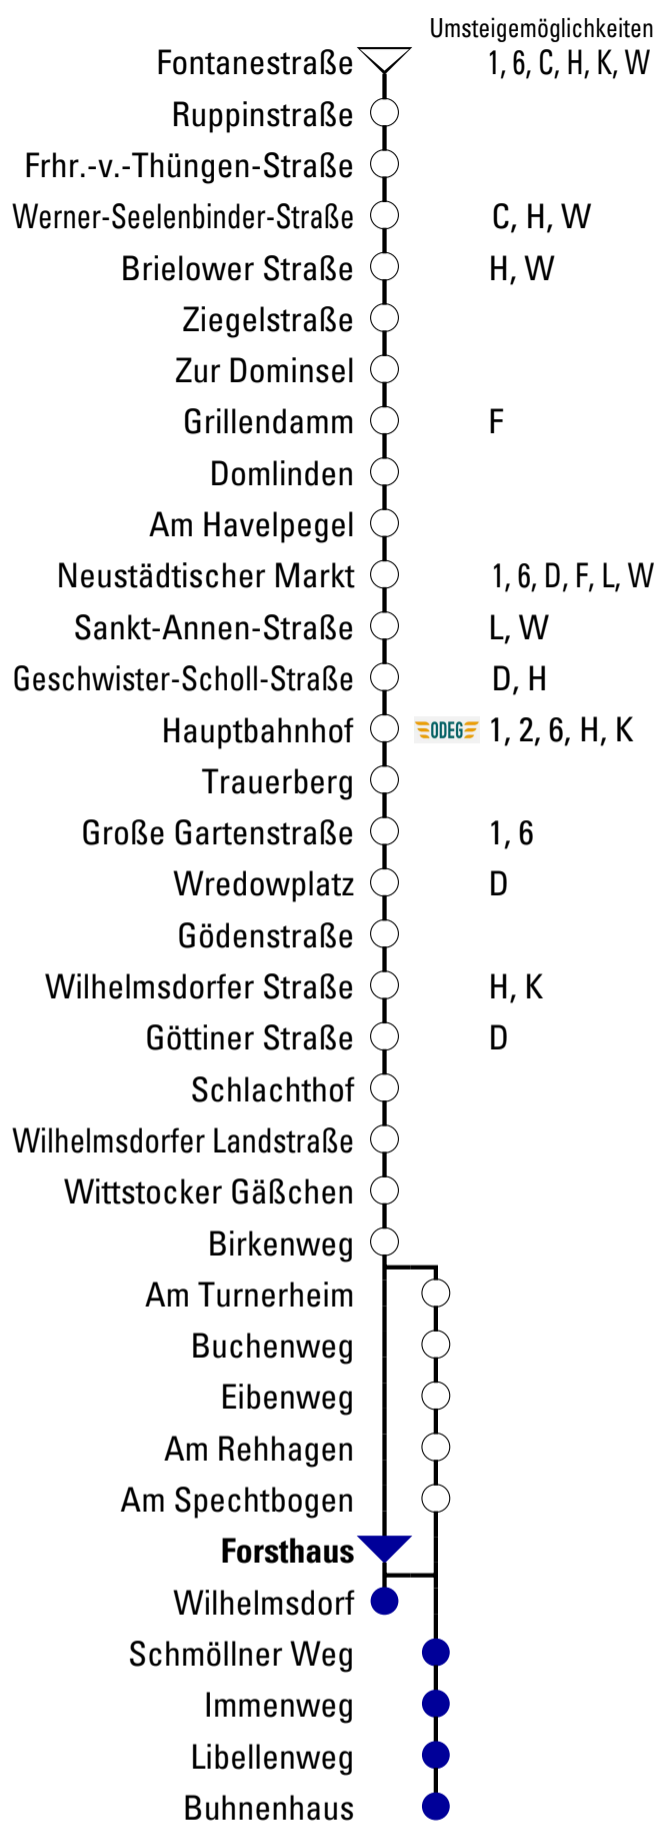 Umsteigemöglichkeiten
Fontanestraße 1, 6, C, H, K, W
Ruppinstraße
Frhr.-v.-Thüngen-Straße
Werner-Seelenbinder-Straße C, H, W
Brielower Straße H, W
Ziegelstraße
Zur Dominsel
Grillendamm F
Domlinden
Am Havelpegel
Neustädtischer Markt 1, 6, D, F, L, W
Sankt-Annen-Straße L, W
Geschwister-Scholl-Straße D, H
Hauptbahnhof ODEG 1, 2, 6, H, K
Trauerberg
Große Gartenstraße 1, 6
Wredowplatz D
Gödenstraße
Wilhelmsdorfer Straße H, K
Göttiner Straße D
Schlachthof
Wilhelmsdorfer Landstraße
Wittstocker Gäßchen
Birkenweg
Am Turnerheim
Buchenweg
Eibenweg
Am Rehhagen
Am Spechtbogen
Forsthaus
Wilhelmsdorf
Schmöllner Weg
Immenweg
Libellenweg
Buhnenhaus